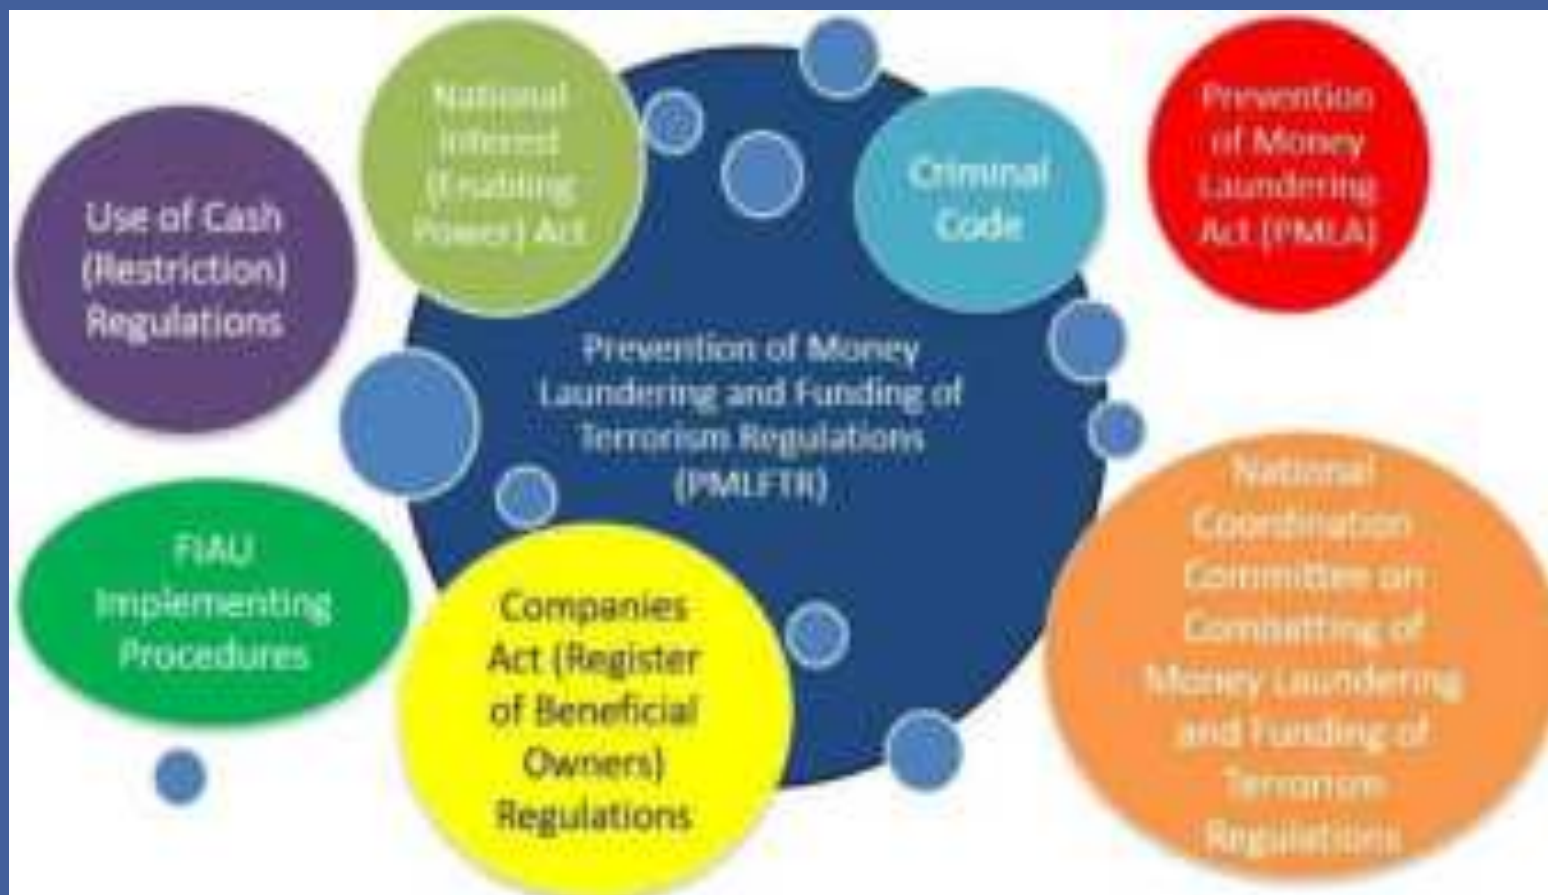 National
Interest
(Enabling
Power) Act
Criminal
Code
Prevention
of Money
Laundering
Act (PMLA)
Use of Cash
(Restriction)
Regulations
Prevention of Money
Laundering and Funding of
Terrorism Regulations
(PMLFTR)
FIAU
Implementing
Procedures
Companies
Act (Register
of Beneficial
Owners)
Regulations
National
Coordination
Committee on
Combatting of
Money Laundering
and Funding of
Terrorism
Regulations